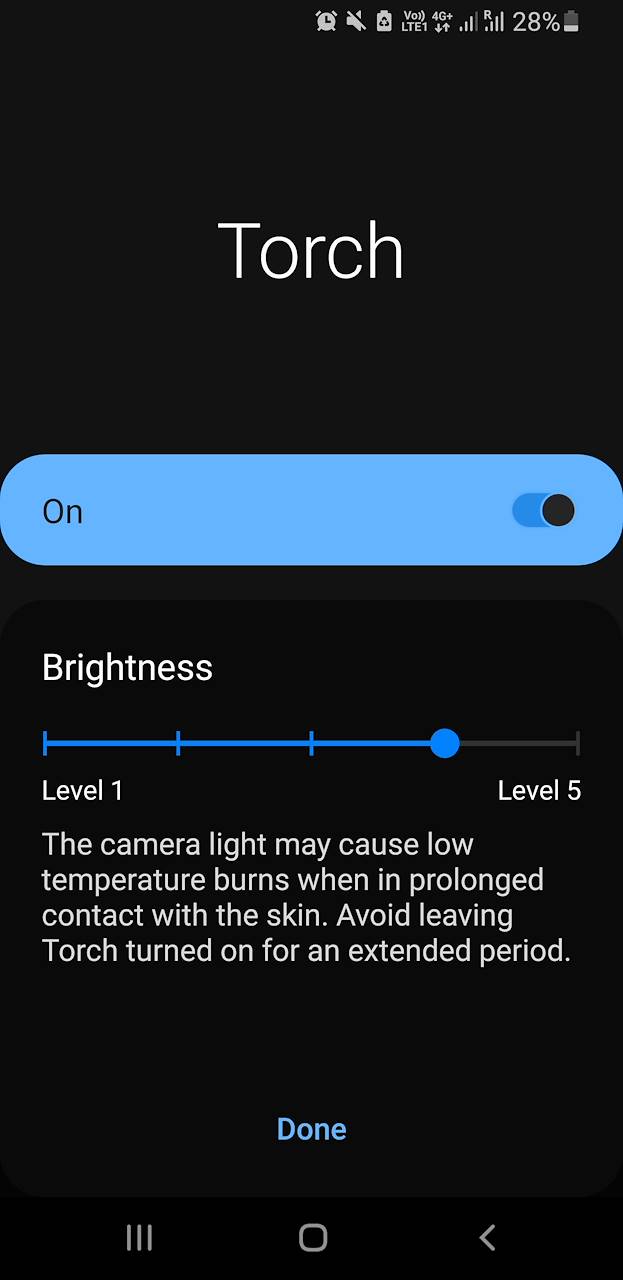 Vo)) LTE1 4G+ R 28%
Torch
On
Brightness
Level 1 Level 5
The camera light may cause low
temperature burns when in prolonged
contact with the skin. Avoid leaving
Torch turned on for an extended period.
Done